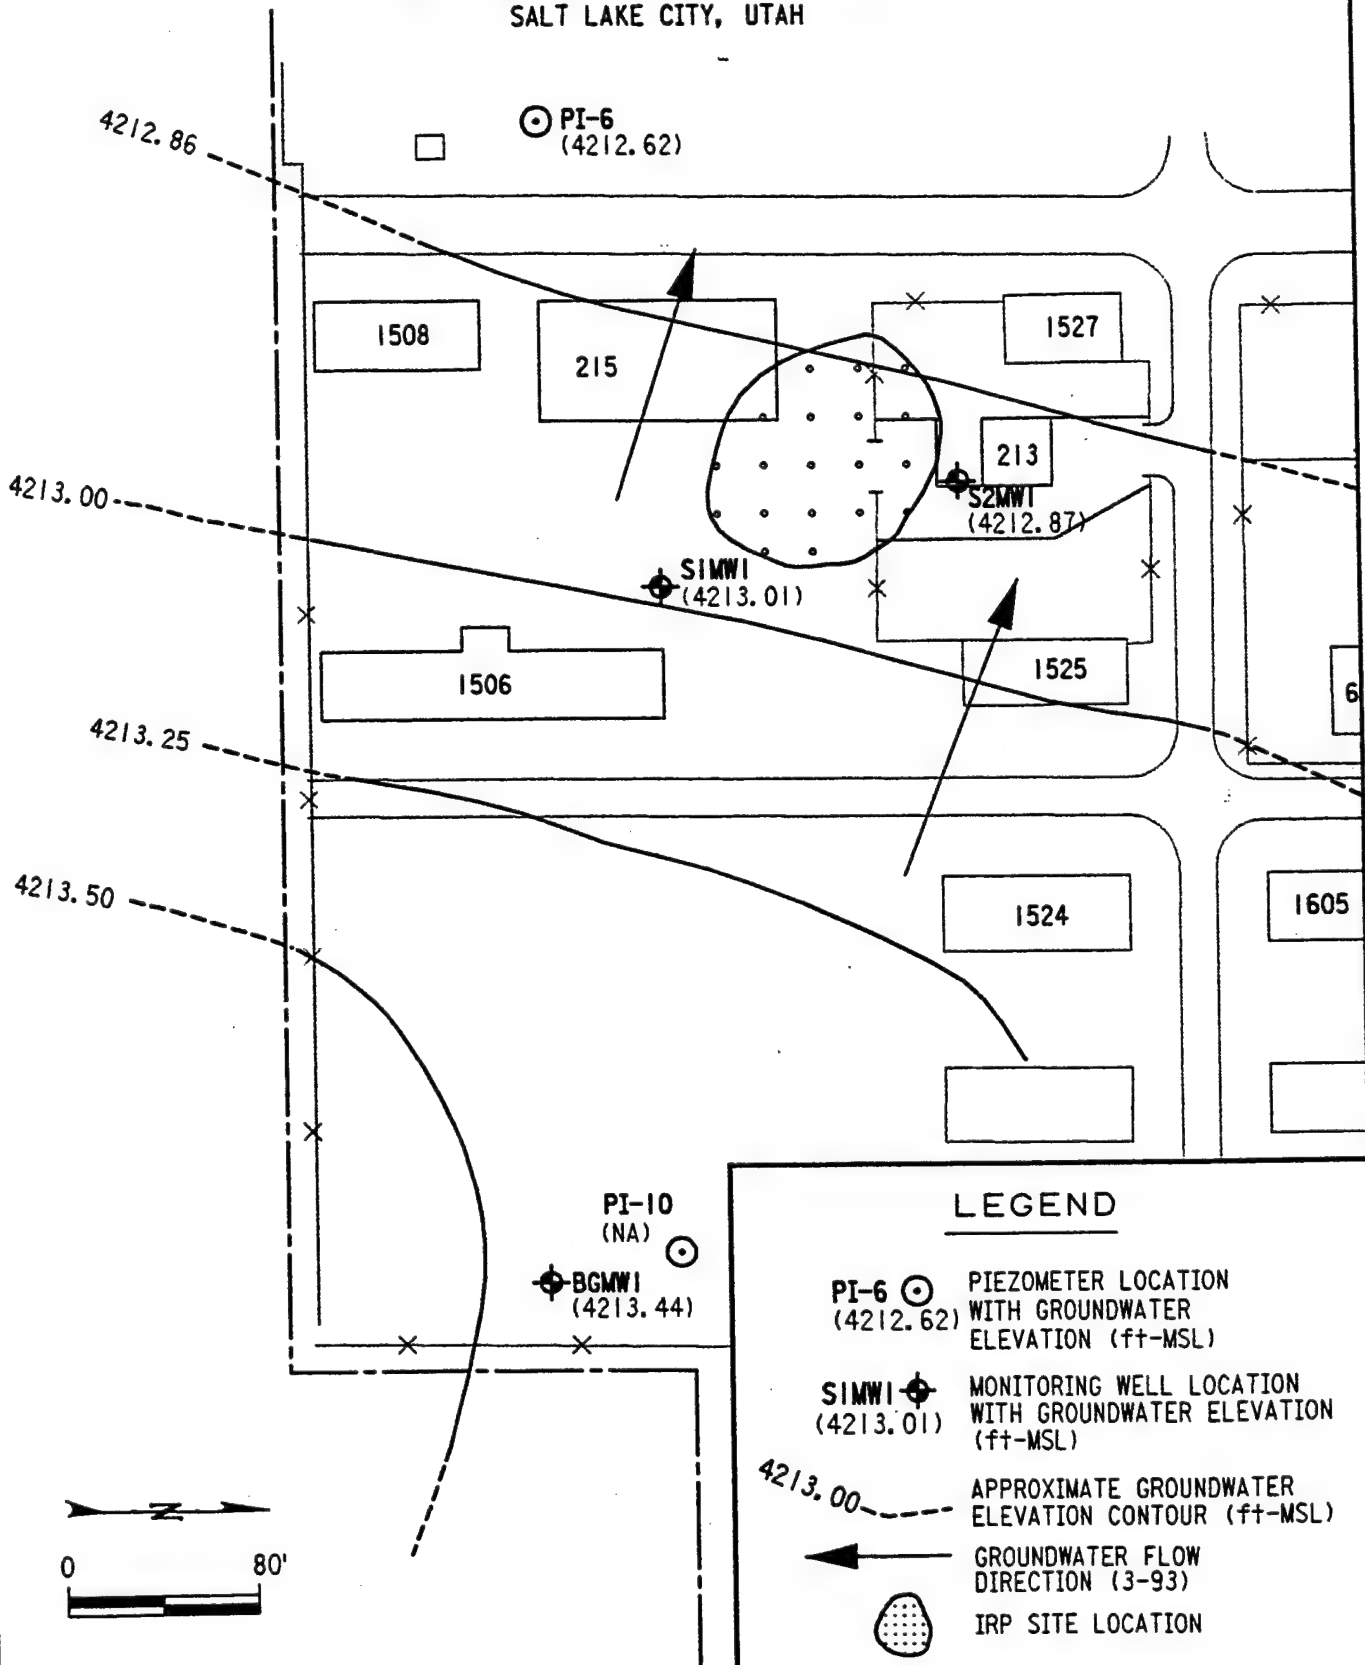 SALT LAKE CITY, UTAH
4212.86
PI-6
(4212.62)
1508
215
1527
213
4213.00
S2MW1
(4212.87)
S1MW1
(4213.01)
1506
1525
6
4213.25
4213.50
1524
1605
PI-10
(NA)
BGMW1
(4213.44)
N
0 80'
LEGEND
PI-6
(4212.62)
PIEZOMETER LOCATION
WITH GROUNDWATER
ELEVATION (ft-MSL)
S1MW1
(4213.01)
MONITORING WELL LOCATION
WITH GROUNDWATER ELEVATION
(ft-MSL)
4213.00
APPROXIMATE GROUNDWATER
ELEVATION CONTOUR (ft-MSL)
GROUNDWATER FLOW
DIRECTION (3-93)
IRP SITE LOCATION